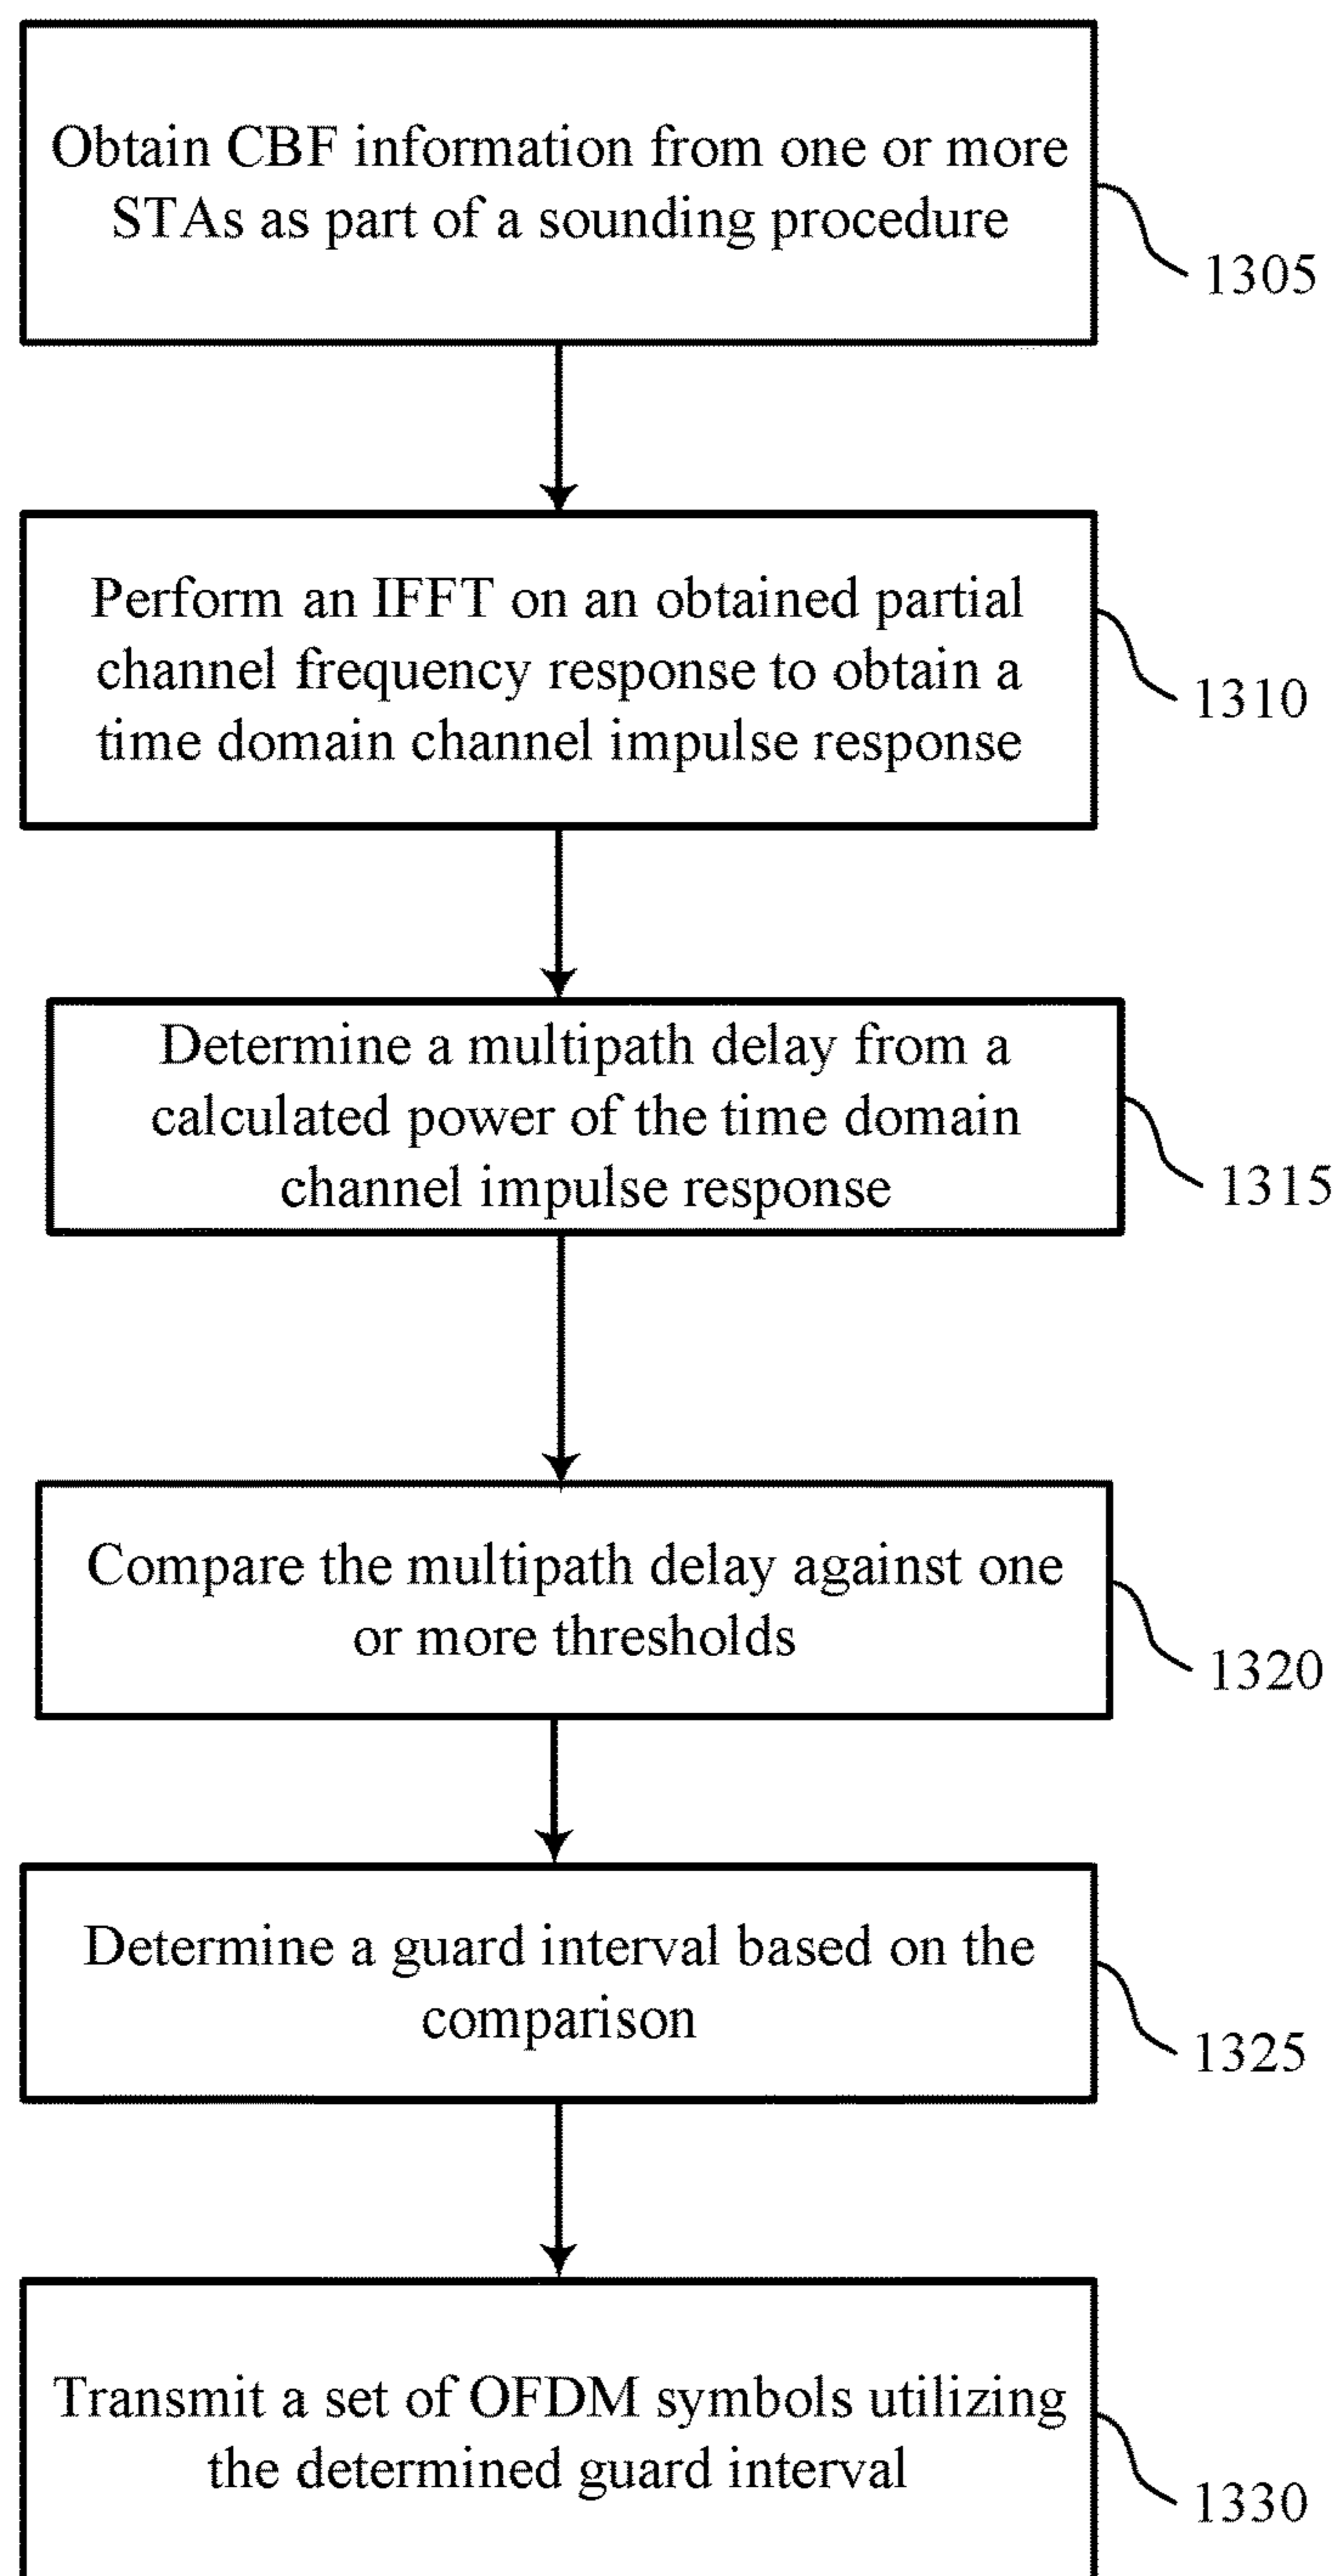 Obtain CBF information from one or more
STAs as part of a sounding procedure
1305
Perform an IFFT on an obtained partial
channel frequency response to obtain a
time domain channel impulse response
1310
Determine a multipath delay from a
calculated power of the time domain
channel impulse response
1315
Compare the multipath delay against one
or more thresholds
1320
Determine a guard interval based on the
comparison
1325
Transmit a set of OFDM symbols utilizing
the determined guard interval
1330